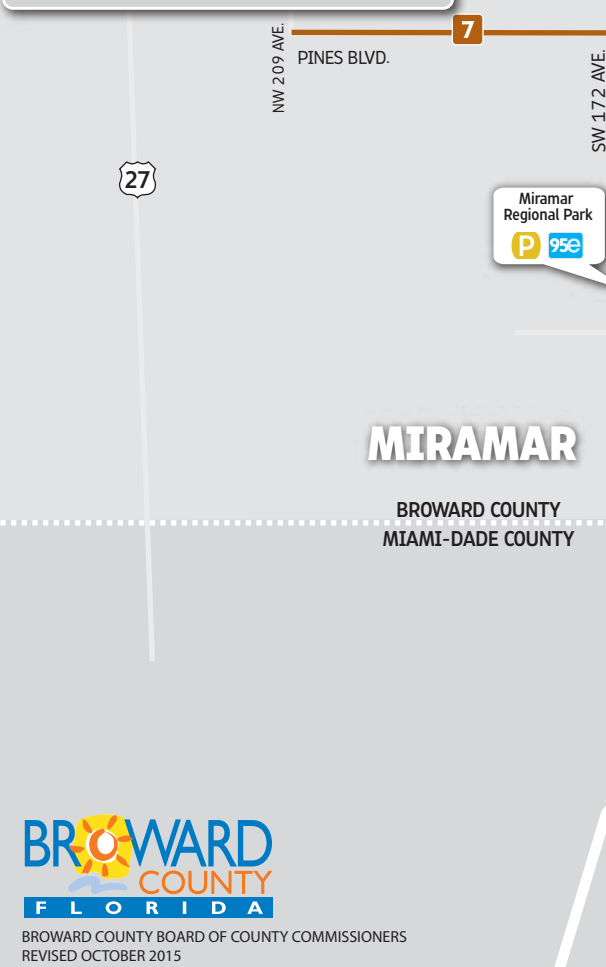 7
NW 209 AVE.
PINES BLVD.
SW 172 AVE.
27
Miramar
Regional Park
P 95e
MIRAMAR
BROWARD COUNTY
MIAMI-DADE COUNTY
BROWARD
COUNTY
FLORIDA
BROWARD COUNTY BOARD OF COUNTY COMMISSIONERS
REVISED OCTOBER 2015